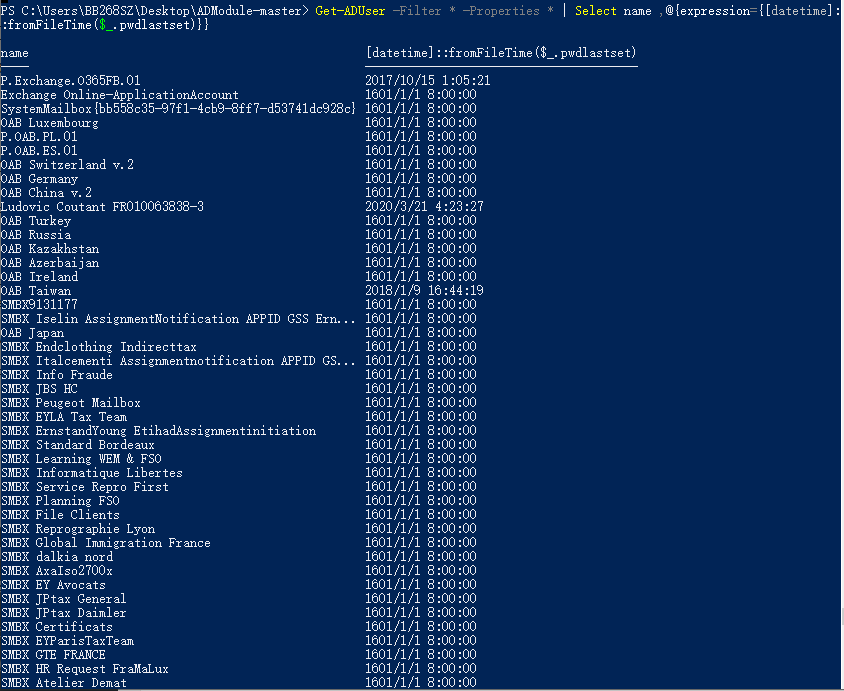 PS C:\Users\BB268SZ\Desktop\ADModule-master> Get-ADUser -Filter * -Properties * | Select name ,@{expression={[datetime]:
:fromFileTime($_.pwdlastset)}}
name [datetime]::fromFileTime($_.pwdlastset)
P.Exchange.O365FB.01 2017/10/15 1:05:21
Exchange Online-ApplicationAccount 1601/1/1 8:00:00
SystemMailbox{bb558c35-97f1-4cb9-8ff7-d53741dc928c} 1601/1/1 8:00:00
OAB Luxembourg 1601/1/1 8:00:00
P.OAB.PL.01 1601/1/1 8:00:00
P.OAB.ES.01 1601/1/1 8:00:00
OAB Switzerland v.2 1601/1/1 8:00:00
OAB Germany 1601/1/1 8:00:00
OAB China v.2 1601/1/1 8:00:00
Ludovic Coutant FR010063838-3 2020/3/21 4:23:27
OAB Turkey 1601/1/1 8:00:00
OAB Russia 1601/1/1 8:00:00
OAB Kazakhstan 1601/1/1 8:00:00
OAB Azerbaijan 1601/1/1 8:00:00
OAB Ireland 1601/1/1 8:00:00
OAB Taiwan 2018/1/9 16:44:19
SMBX9131177 1601/1/1 8:00:00
SMBX Iselin AssignmentNotification APPID GSS Ern... 1601/1/1 8:00:00
OAB Japan 1601/1/1 8:00:00
SMBX Endclothing Indirecttax 1601/1/1 8:00:00
SMBX Italcementi Assignmentnotification APPID GS... 1601/1/1 8:00:00
SMBX Info Fraude 1601/1/1 8:00:00
SMBX JBS HC 1601/1/1 8:00:00
SMBX Peugeot Mailbox 1601/1/1 8:00:00
SMBX EYLA Tax Team 1601/1/1 8:00:00
SMBX ErnstandYoung EtihadAssignmentinitiation 1601/1/1 8:00:00
SMBX Standard Bordeaux 1601/1/1 8:00:00
SMBX Learning WEM & FSO 1601/1/1 8:00:00
SMBX Informatique Libertes 1601/1/1 8:00:00
SMBX Service Repro First 1601/1/1 8:00:00
SMBX Planning FSO 1601/1/1 8:00:00
SMBX File Clients 1601/1/1 8:00:00
SMBX Reprographie Lyon 1601/1/1 8:00:00
SMBX Global Immigration France 1601/1/1 8:00:00
SMBX dalkia nord 1601/1/1 8:00:00
SMBX AxaIso2700x 1601/1/1 8:00:00
SMBX EY Avocats 1601/1/1 8:00:00
SMBX JPtax General 1601/1/1 8:00:00
SMBX JPtax Daimler 1601/1/1 8:00:00
SMBX Certificats 1601/1/1 8:00:00
SMBX EYParisTaxTeam 1601/1/1 8:00:00
SMBX GTE FRANCE 1601/1/1 8:00:00
SMBX HR Request FraMaLux 1601/1/1 8:00:00
SMBX Atelier Demat 1601/1/1 8:00:00